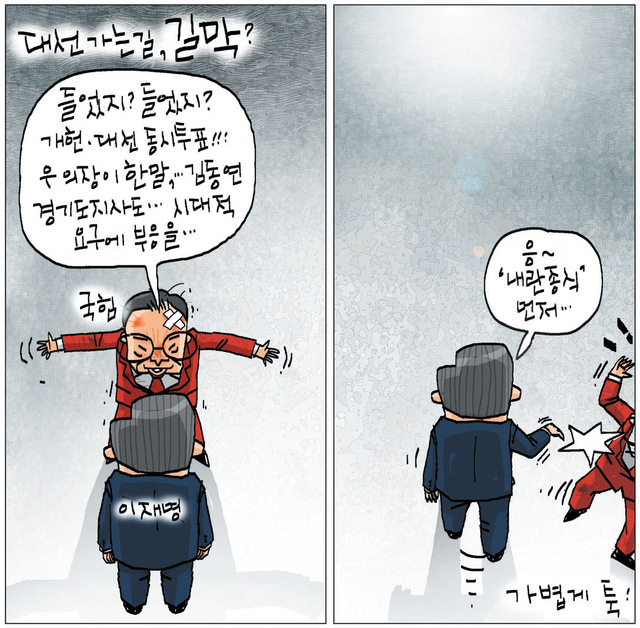 대선 가는 길, 길막?
들었지? 들었지?
개헌·대선 동시투표!!!
우 의장이 한말,…김동연
경기도지사도… 시대적
요구에 부응을…
국힘
이재명
음~
'내란종식'
먼저…
가볍게 툭!